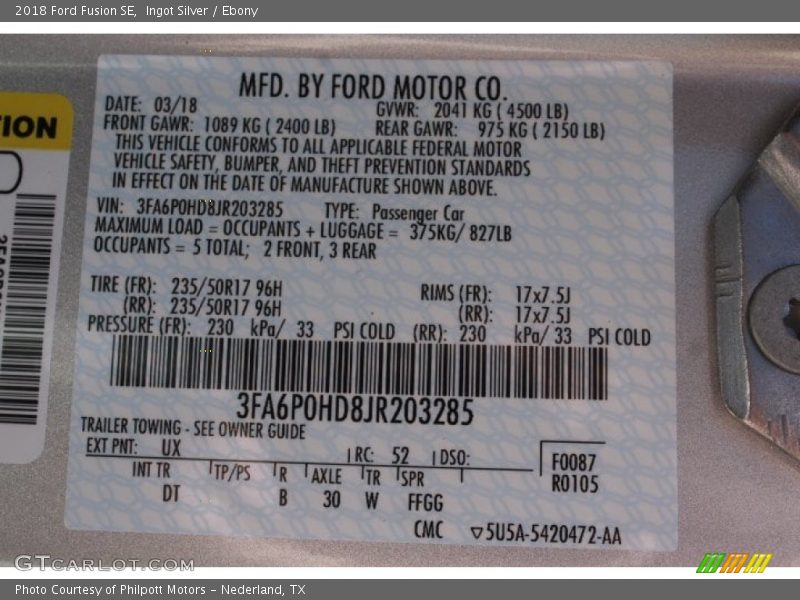 2018 Ford Fusion SE, Ingot Silver / Ebony
TION
MFD. BY FORD MOTOR CO.
DATE: 03/18 GVWR: 2041 KG ( 4500 LB)
FRONT GAWR: 1089 KG ( 2400 LB) REAR GAWR: 975 KG ( 2150 LB)
THIS VEHICLE CONFORMS TO ALL APPLICABLE FEDERAL MOTOR
VEHICLE SAFETY, BUMPER, AND THEFT PREVENTION STANDARDS
IN EFFECT ON THE DATE OF MANUFACTURE SHOWN ABOVE.
VIN: 3FA6P0HD8JR203285 TYPE: Passenger Car
MAXIMUM LOAD = OCCUPANTS + LUGGAGE = 375KG/ 827LB
OCCUPANTS = 5 TOTAL; 2 FRONT, 3 REAR
TIRE (FR): 235/50R17 96H RIMS (FR): 17x7.5J
(RR): 235/50R17 96H (RR): 17x7.5J
PRESSURE (FR): 230 kPa/ 33 PSI COLD (RR): 230 kPa/ 33 PSI COLD
3FA6P0HD8JR203285
TRAILER TOWING - SEE OWNER GUIDE
EXT PNT: UX RC: 52 DSO:
INT TR TP/PS R AXLE TR SPR
DT B 30 W FFGG
F0087
R0105
CMC ▽5U5A-5420472-AA
GTCARLOT.COM
Photo Courtesy of Philpott Motors - Nederland, TX